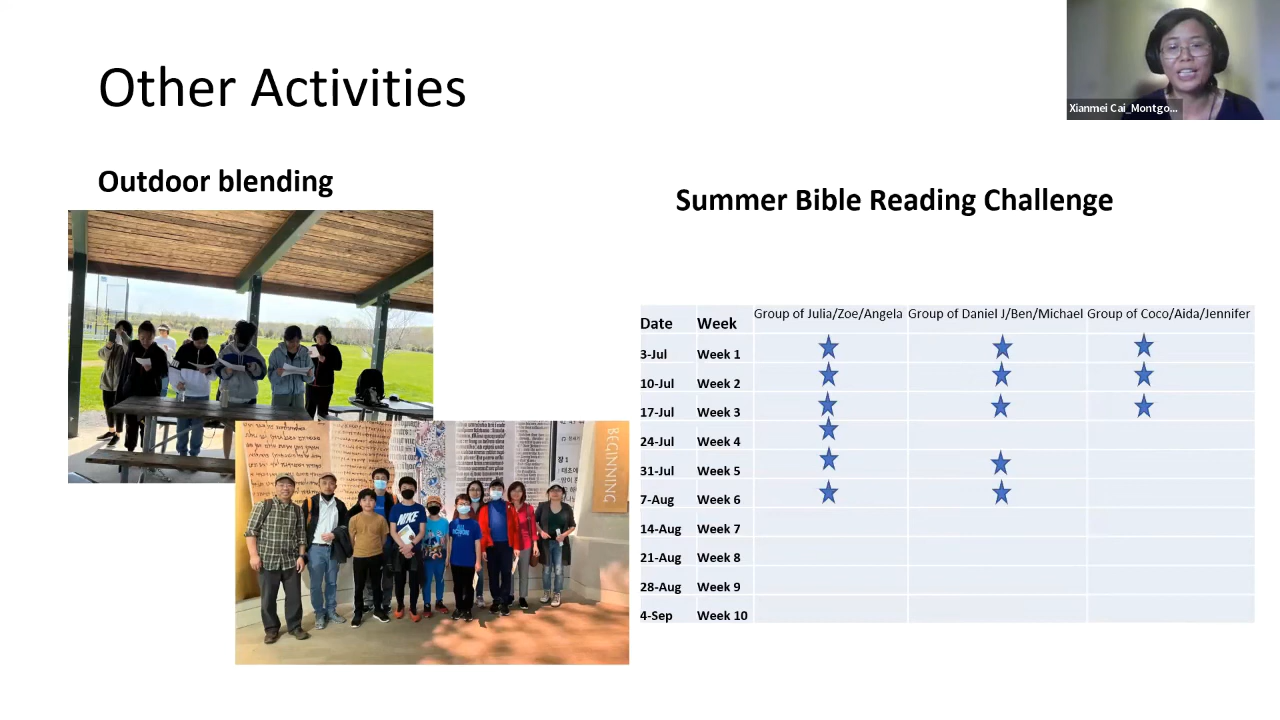 Other Activities
Xianmei Cai_Montgo...
Outdoor blending
Summer Bible Reading Challenge
Date Week Group of Julia/Zoe/Angela Group of Daniel J/Ben/Michael Group of Coco/Aida/Jennifer
3-Jul Week 1
10-Jul Week 2
17-Jul Week 3
24-Jul Week 4
31-Jul Week 5
7-Aug Week 6
14-Aug Week 7
21-Aug Week 8
28-Aug Week 9
4-Sep Week 10
BEGINNING
NIKE